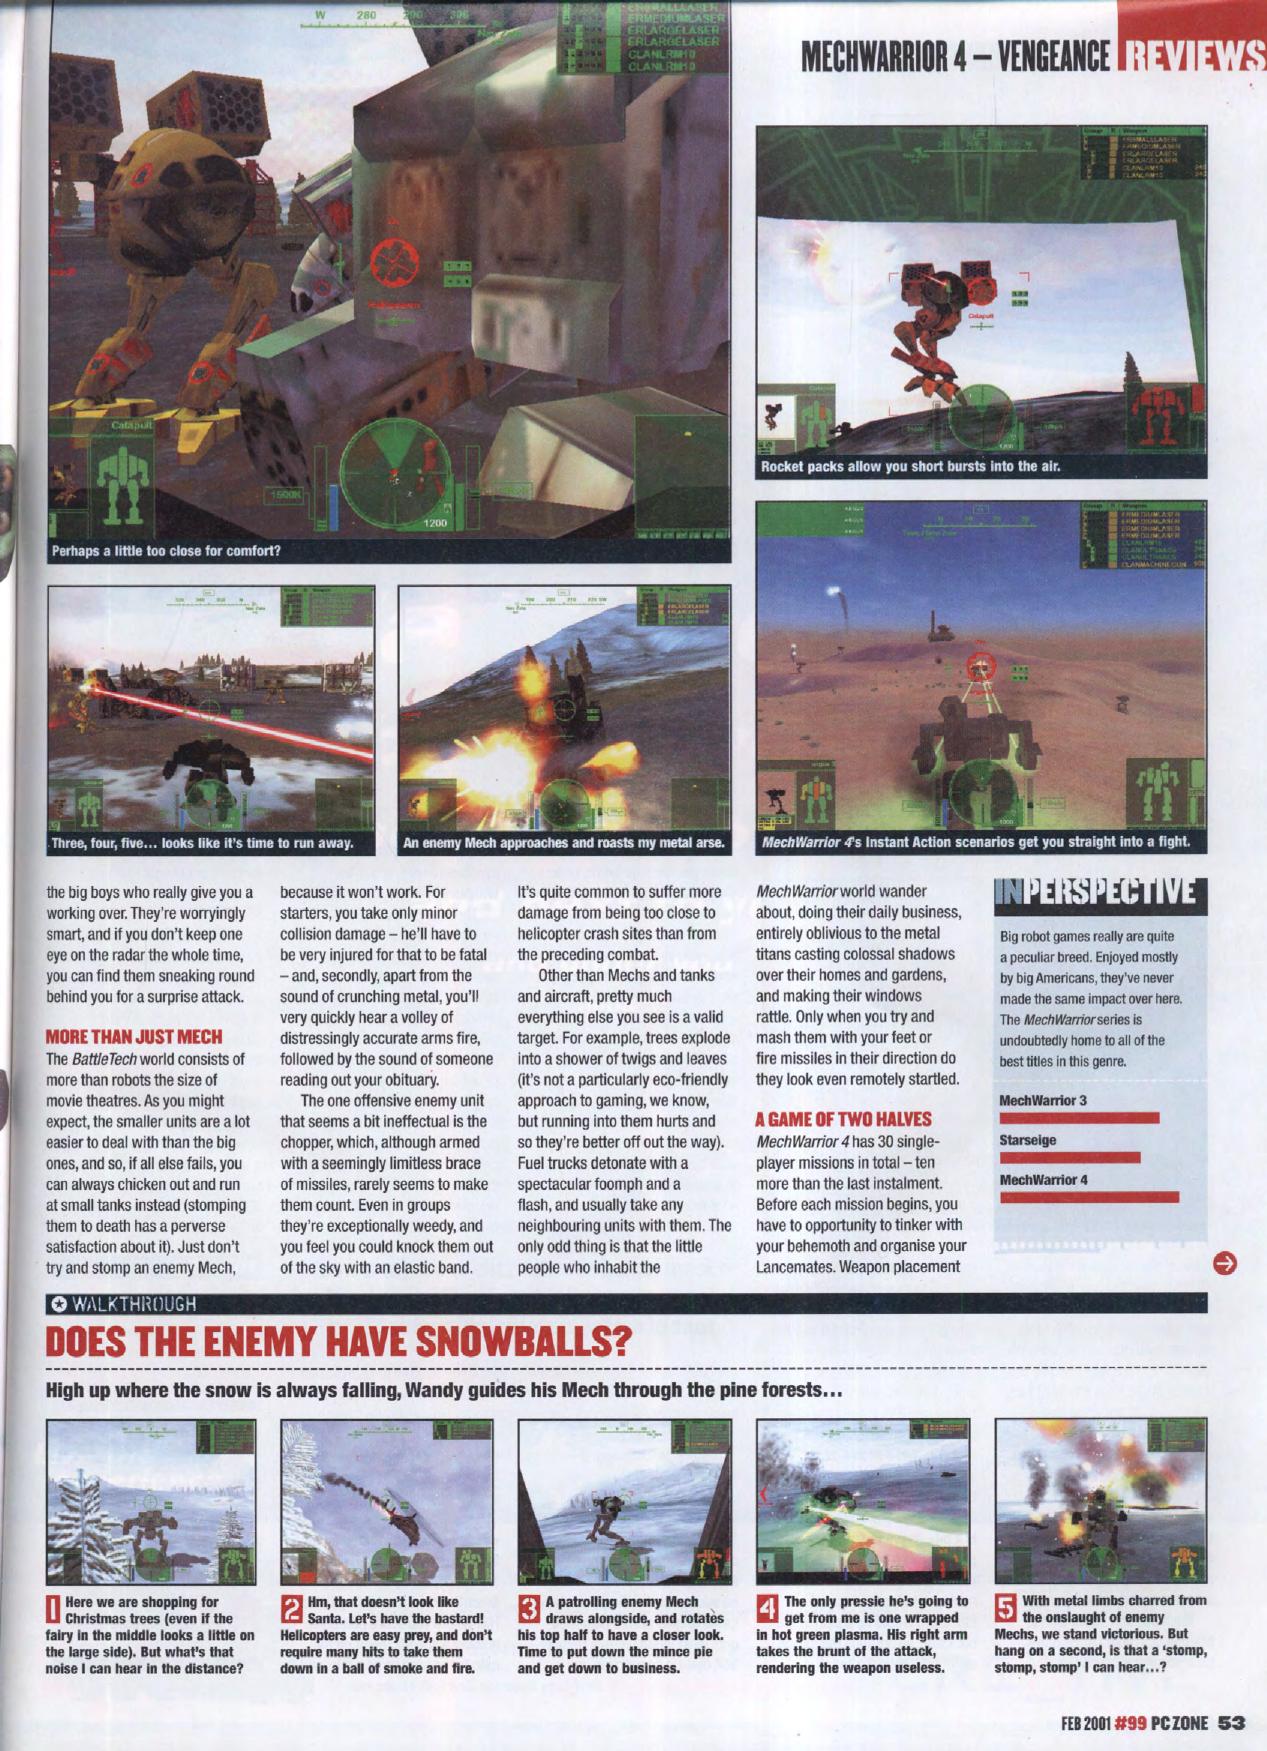 MECHWARRIOR 4 – VENGEANCE REVIEWS
W 280 290 300
ERSMALLLASER
ERMEDIUMLASER
ERLARGELASER
ERLARGELASER
CLANLRM10
CLANLRM10
Catapult
1500K
1200
Perhaps a little too close for comfort?
Catapult
Rocket packs allow you short bursts into the air.
Three, four, five... looks like it's time to run away.
An enemy Mech approaches and roasts my metal arse.
MechWarrior 4's Instant Action scenarios get you straight into a fight.
the big boys who really give you a
working over. They're worryingly
smart, and if you don't keep one
eye on the radar the whole time,
you can find them sneaking round
behind you for a surprise attack.
MORE THAN JUST MECH
The BattleTech world consists of
more than robots the size of
movie theatres. As you might
expect, the smaller units are a lot
easier to deal with than the big
ones, and so, if all else fails, you
can always chicken out and run
at small tanks instead (stomping
them to death has a perverse
satisfaction about it). Just don't
try and stomp an enemy Mech,
because it won't work. For
starters, you take only minor
collision damage – he'll have to
be very injured for that to be fatal
– and, secondly, apart from the
sound of crunching metal, you'll
very quickly hear a volley of
distressingly accurate arms fire,
followed by the sound of someone
reading out your obituary.
The one offensive enemy unit
that seems a bit ineffectual is the
chopper, which, although armed
with a seemingly limitless brace
of missiles, rarely seems to make
them count. Even in groups
they're exceptionally weedy, and
you feel you could knock them out
of the sky with an elastic band.
It's quite common to suffer more
damage from being too close to
helicopter crash sites than from
the preceding combat.
Other than Mechs and tanks
and aircraft, pretty much
everything else you see is a valid
target. For example, trees explode
into a shower of twigs and leaves
(it's not a particularly eco-friendly
approach to gaming, we know,
but running into them hurts and
so they're better off out the way).
Fuel trucks detonate with a
spectacular foomph and a
flash, and usually take any
neighbouring units with them. The
only odd thing is that the little
people who inhabit the
MechWarrior world wander
about, doing their daily business,
entirely oblivious to the metal
titans casting colossal shadows
over their homes and gardens,
and making their windows
rattle. Only when you try and
mash them with your feet or
fire missiles in their direction do
they look even remotely startled.
A GAME OF TWO HALVES
MechWarrior 4 has 30 single-
player missions in total – ten
more than the last instalment.
Before each mission begins, you
have to opportunity to tinker with
your behemoth and organise your
Lancemates. Weapon placement
INPERSPECTIVE
Big robot games really are quite
a peculiar breed. Enjoyed mostly
by big Americans, they've never
made the same impact over here.
The MechWarrior series is
undoubtedly home to all of the
best titles in this genre.
MechWarrior 3
Starseige
MechWarrior 4
WALKTHROUGH
DOES THE ENEMY HAVE SNOWBALLS?
High up where the snow is always falling, Wandy guides his Mech through the pine forests...
1 Here we are shopping for
Christmas trees (even if the
fairy in the middle looks a little on
the large side). But what's that
noise I can hear in the distance?
2 Hm, that doesn't look like
Santa. Let's have the bastard!
Helicopters are easy prey, and don't
require many hits to take them
down in a ball of smoke and fire.
3 A patrolling enemy Mech
draws alongside, and rotates
his top half to have a closer look.
Time to put down the mince pie
and get down to business.
4 The only pressie he's going to
get from me is one wrapped
in hot green plasma. His right arm
takes the brunt of the attack,
rendering the weapon useless.
5 With metal limbs charred from
the onslaught of enemy
Mechs, we stand victorious. But
hang on a second, is that a 'stomp,
stomp, stomp' I can hear...?
FEB 2001 #99 PC ZONE 53